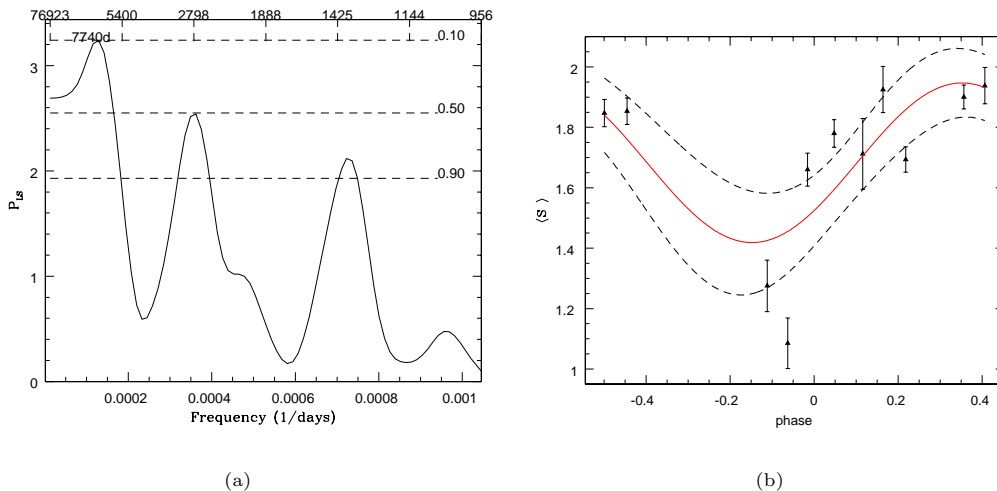 76923 5400 2798 1888 1425 1144 956
7740d
0.10
0.50
0.90
3
2
1
0
P_LS
0.0002 0.0004 0.0006 0.0008 0.001
Frequency (1/days)
(a)
2
1.8
1.6
1.4
1.2
1
⟨S⟩
-0.4 -0.2 0 0.2 0.4
phase
(b)